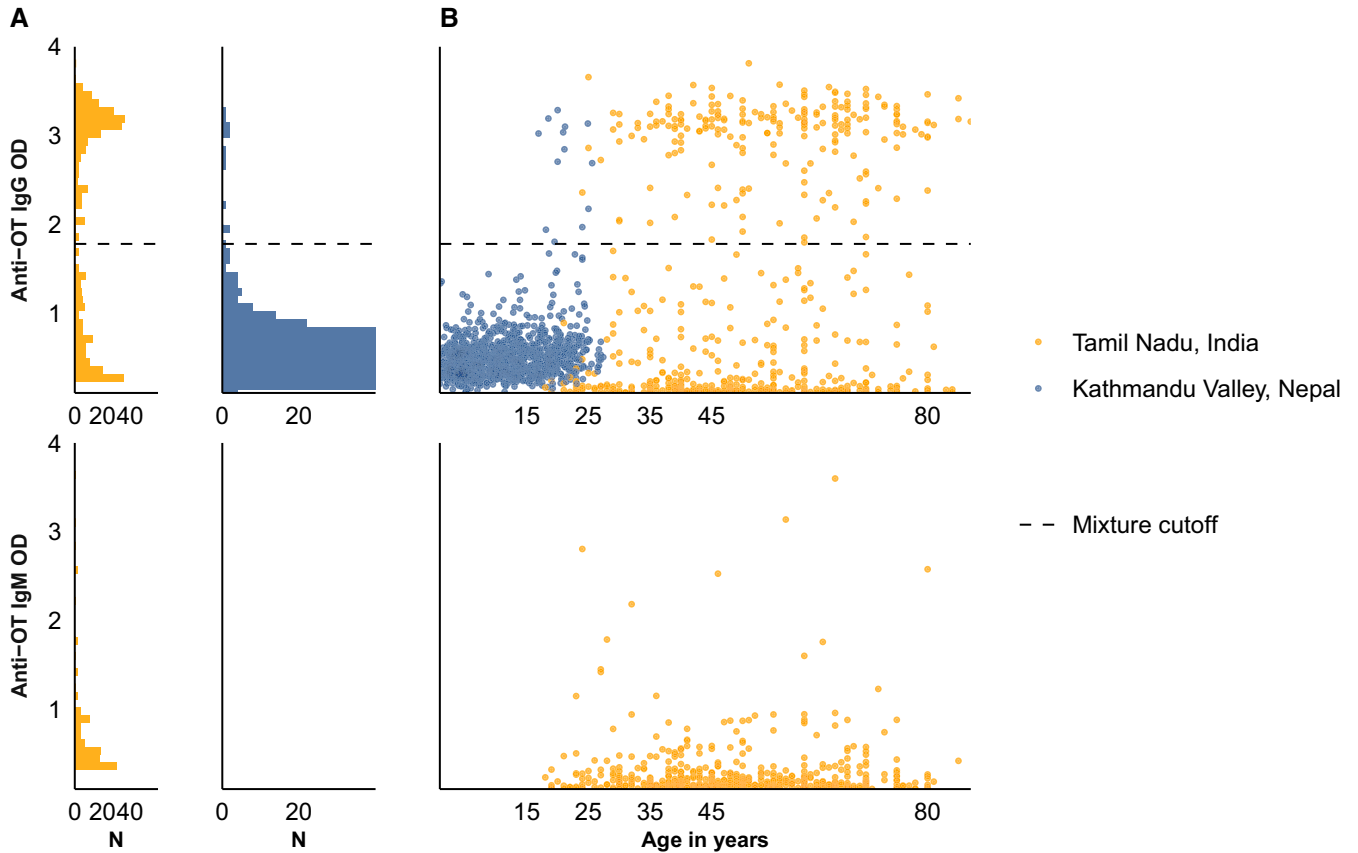 A
B
Anti−OT IgG OD
4
3
2
1
0 2040
0 20
15 25 35 45 80
Tamil Nadu, India
Kathmandu Valley, Nepal
Anti−OT IgM OD
4
3
2
1
Mixture cutoff
0 2040
0 20
15 25 35 45 80
N
N
Age in years